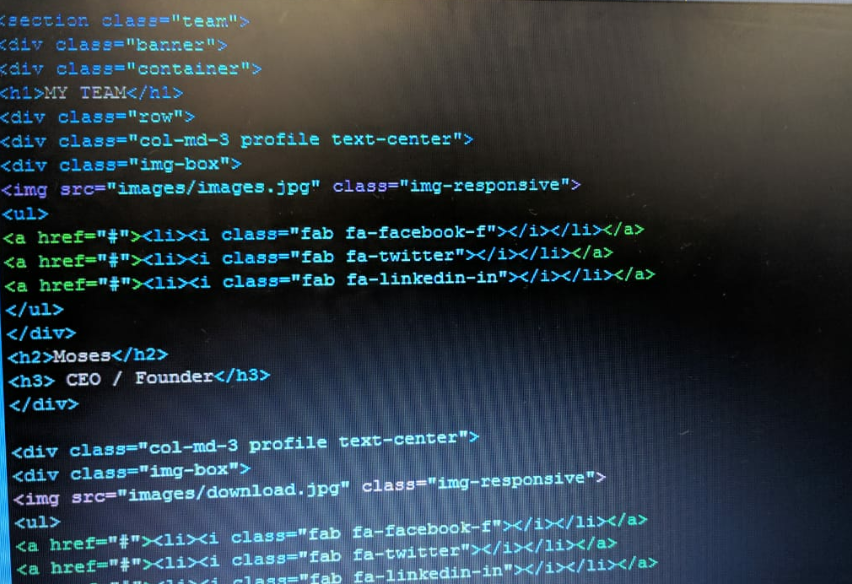 <section class="team">
<div class="banner">
<div class="container">
<h1>MY TEAM</h1>
<div class="row">
<div class="col-md-3 profile text-center">
<div class="img-box">
<img src="images/images.jpg" class="img-responsive">
<ul>
<a href="#"><li><i class="fab fa-facebook-f"></i></li></a>
<a href="#"><li><i class="fab fa-twitter"></i></li></a>
<a href="#"><li><i class="fab fa-linkedin-in"></i></li></a>
</ul>
</div>
<h2>Moses</h2>
<h3> CEO / Founder</h3>
</div>
<div class="col-md-3 profile text-center">
<div class="img-box">
<img src="images/download.jpg" class="img-responsive">
<ul>
<a href="#"><li><i class="fab fa-facebook-f"></i></li></a>
<a href="#"><li><i class="fab fa-twitter"></i></li></a>
<a href="#"><li><i class="fab fa-linkedin-in"></i></li></a>